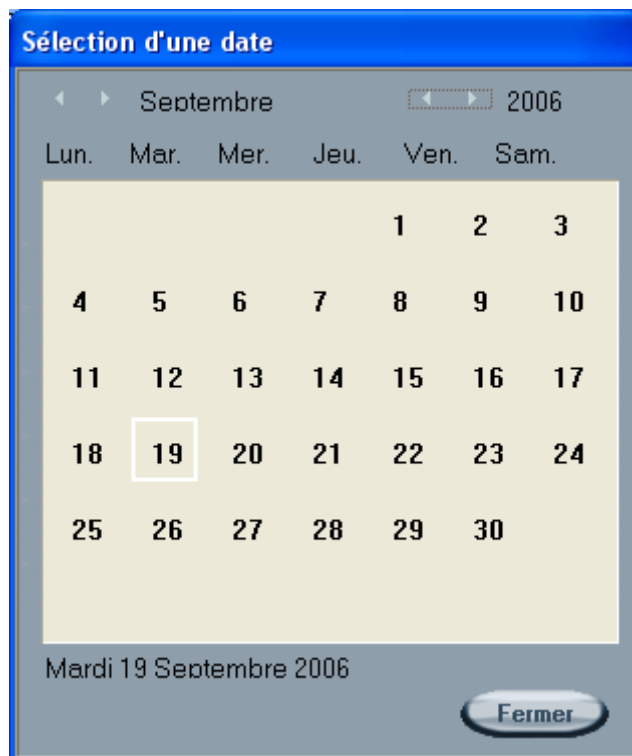 Sélection d'une date
Septembre 2006
Lun. Mar. Mer. Jeu. Ven. Sam.
1 2 3
4 5 6 7 8 9 10
11 12 13 14 15 16 17
18 19 20 21 22 23 24
25 26 27 28 29 30
Mardi 19 Septembre 2006
Fermer